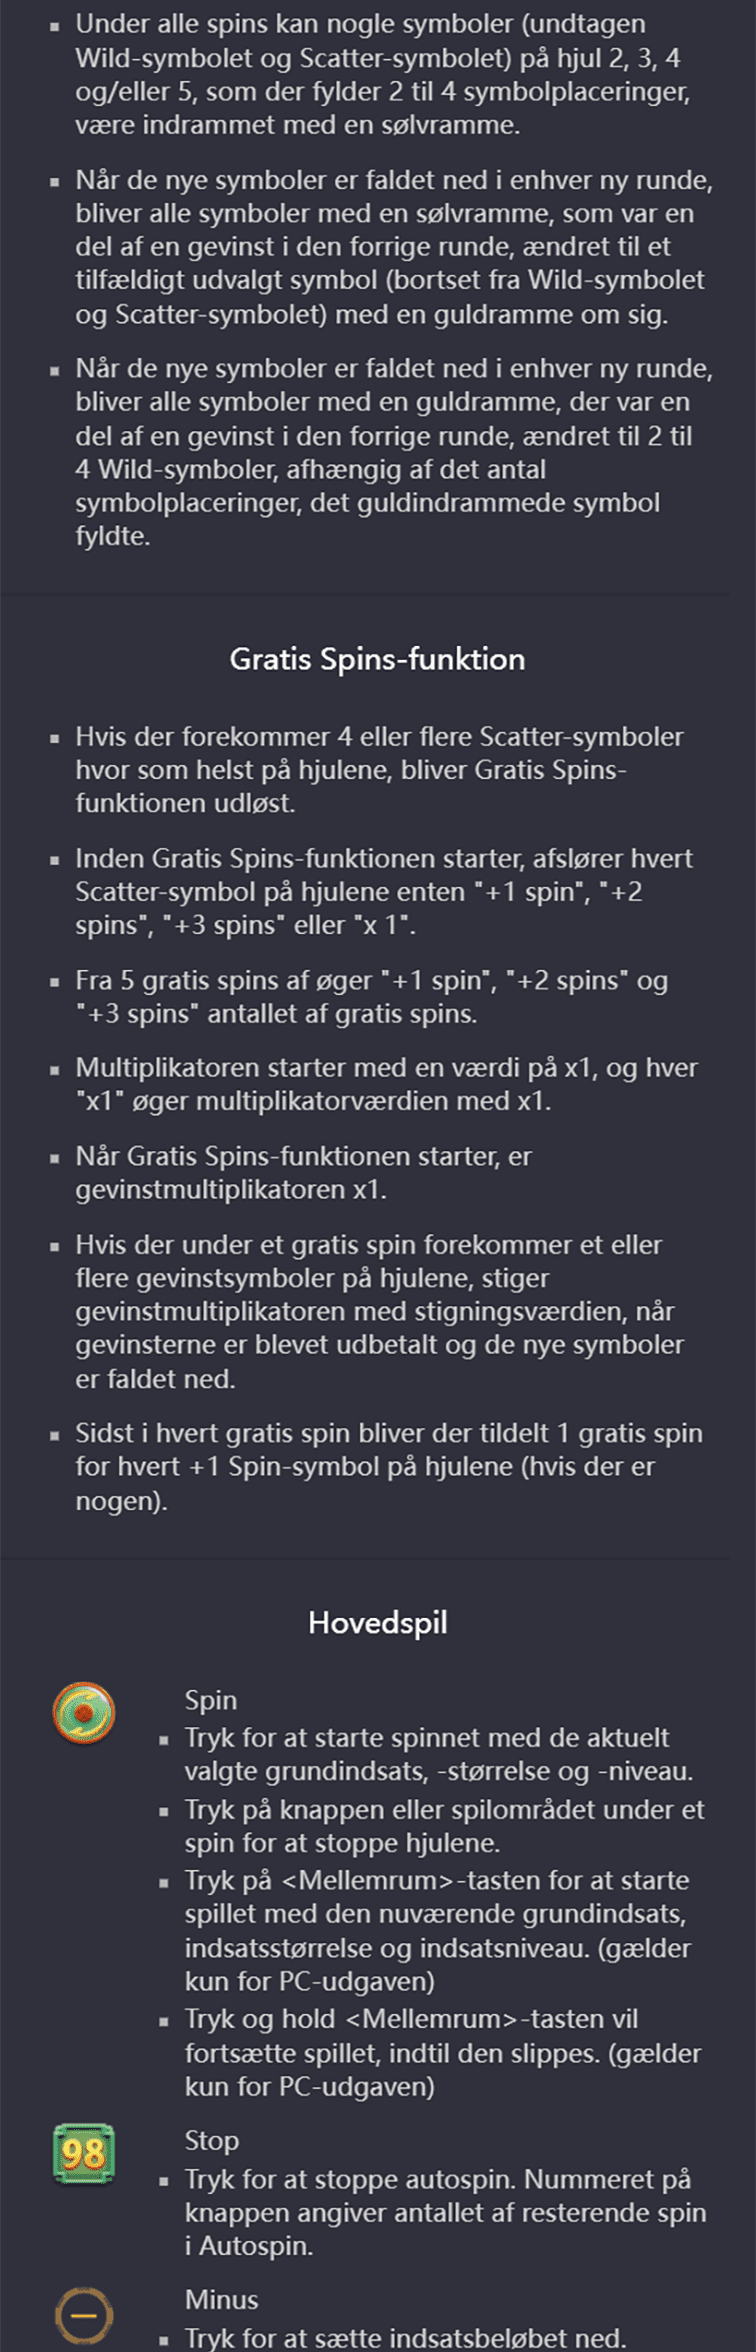 ▪ Under alle spins kan nogle symboler (undtagen
Wild-symbolet og Scatter-symbolet) på hjul 2, 3, 4
og/eller 5, som der fylder 2 til 4 symbolplaceringer,
være indrammet med en sølvramme.
▪ Når de nye symboler er faldet ned i enhver ny runde,
bliver alle symboler med en sølvramme, som var en
del af en gevinst i den forrige runde, ændret til et
tilfældigt udvalgt symbol (bortset fra Wild-symbolet
og Scatter-symbolet) med en guldramme om sig.
▪ Når de nye symboler er faldet ned i enhver ny runde,
bliver alle symboler med en guldramme, der var en
del af en gevinst i den forrige runde, ændret til 2 til
4 Wild-symboler, afhængig af det antal
symbolplaceringer, det guldindrammede symbol
fyldte.
Gratis Spins-funktion
▪ Hvis der forekommer 4 eller flere Scatter-symboler
hvor som helst på hjulene, bliver Gratis Spins-
funktionen udløst.
▪ Inden Gratis Spins-funktionen starter, afslører hvert
Scatter-symbol på hjulene enten "+1 spin", "+2
spins", "+3 spins" eller "x 1".
▪ Fra 5 gratis spins af øger "+1 spin", "+2 spins" og
"+3 spins" antallet af gratis spins.
▪ Multiplikatoren starter med en værdi på x1, og hver
"x1" øger multiplikatorværdien med x1.
▪ Når Gratis Spins-funktionen starter, er
gevinstmultiplikatoren x1.
▪ Hvis der under et gratis spin forekommer et eller
flere gevinstsymboler på hjulene, stiger
gevinstmultiplikatoren med stigningsværdien, når
gevinsterne er blevet udbetalt og de nye symboler
er faldet ned.
▪ Sidst i hvert gratis spin bliver der tildelt 1 gratis spin
for hvert +1 Spin-symbol på hjulene (hvis der er
nogen).
Hovedspil
Spin
▪ Tryk for at starte spinnet med de aktuelt
valgte grundindsats, -størrelse og -niveau.
▪ Tryk på knappen eller spilområdet under et
spin for at stoppe hjulene.
▪ Tryk på <Mellemrum>-tasten for at starte
spillet med den nuværende grundindsats,
indsatsstørrelse og indsatsniveau. (gælder
kun for PC-udgaven)
▪ Tryk og hold <Mellemrum>-tasten vil
fortsætte spillet, indtil den slippes. (gælder
kun for PC-udgaven)
98
Stop
▪ Tryk for at stoppe autospin. Nummeret på
knappen angiver antallet af resterende spin
i Autospin.
Minus
▪ Tryk for at sætte indsatsbeløbet ned.